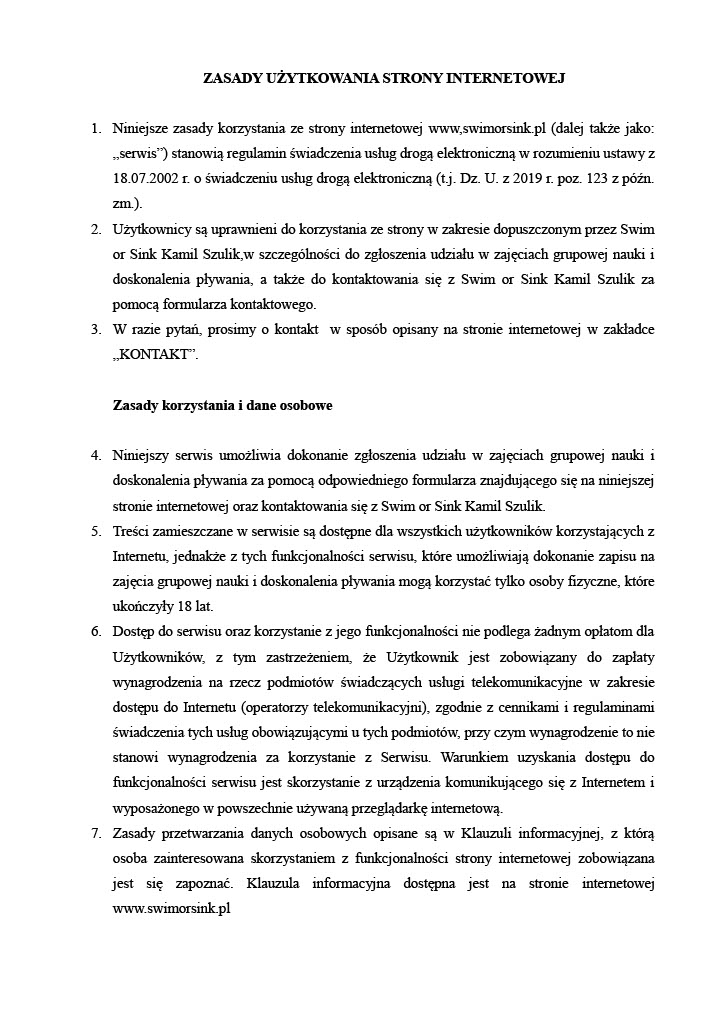 ZASADY UŻYTKOWANIA STRONY INTERNETOWEJ
1. Niniejsze zasady korzystania ze strony internetowej www,swimorsink.pl (dalej także jako:
„serwis”) stanowią regulamin świadczenia usług drogą elektroniczną w rozumieniu ustawy z
18.07.2002 r. o świadczeniu usług drogą elektroniczną (t.j. Dz. U. z 2019 r. poz. 123 z późn.
zm.).
2. Użytkownicy są uprawnieni do korzystania ze strony w zakresie dopuszczonym przez Swim
or Sink Kamil Szulik,w szczególności do zgłoszenia udziału w zajęciach grupowej nauki i
doskonalenia pływania, a także do kontaktowania się z Swim or Sink Kamil Szulik za
pomocą formularza kontaktowego.
3. W razie pytań, prosimy o kontakt  w sposób opisany na stronie internetowej w zakładce
„KONTAKT”.
Zasady korzystania i dane osobowe
4. Niniejszy serwis umożliwia dokonanie zgłoszenia udziału w zajęciach grupowej nauki i
doskonalenia pływania za pomocą odpowiedniego formularza znajdującego się na niniejszej
stronie internetowej oraz kontaktowania się z Swim or Sink Kamil Szulik.
5. Treści zamieszczane w serwisie są dostępne dla wszystkich użytkowników korzystających z
Internetu, jednakże z tych funkcjonalności serwisu, które umożliwiają dokonanie zapisu na
zajęcia grupowej nauki i doskonalenia pływania mogą korzystać tylko osoby fizyczne, które
ukończyły 18 lat.
6. Dostęp do serwisu oraz korzystanie z jego funkcjonalności nie podlega żadnym opłatom dla
Użytkowników, z tym zastrzeżeniem, że Użytkownik jest zobowiązany do zapłaty
wynagrodzenia na rzecz podmiotów świadczących usługi telekomunikacyjne w zakresie
dostępu do Internetu (operatorzy telekomunikacyjni), zgodnie z cennikami i regulaminami
świadczenia tych usług obowiązującymi u tych podmiotów, przy czym wynagrodzenie to nie
stanowi wynagrodzenia za korzystanie z Serwisu. Warunkiem uzyskania dostępu do
funkcjonalności serwisu jest skorzystanie z urządzenia komunikującego się z Internetem i
wyposażonego w powszechnie używaną przeglądarkę internetową.
7. Zasady przetwarzania danych osobowych opisane są w Klauzuli informacyjnej, z którą
osoba zainteresowana skorzystaniem z funkcjonalności strony internetowej zobowiązana
jest się zapoznać. Klauzula informacyjna dostępna jest na stronie internetowej
www.swimorsink.pl